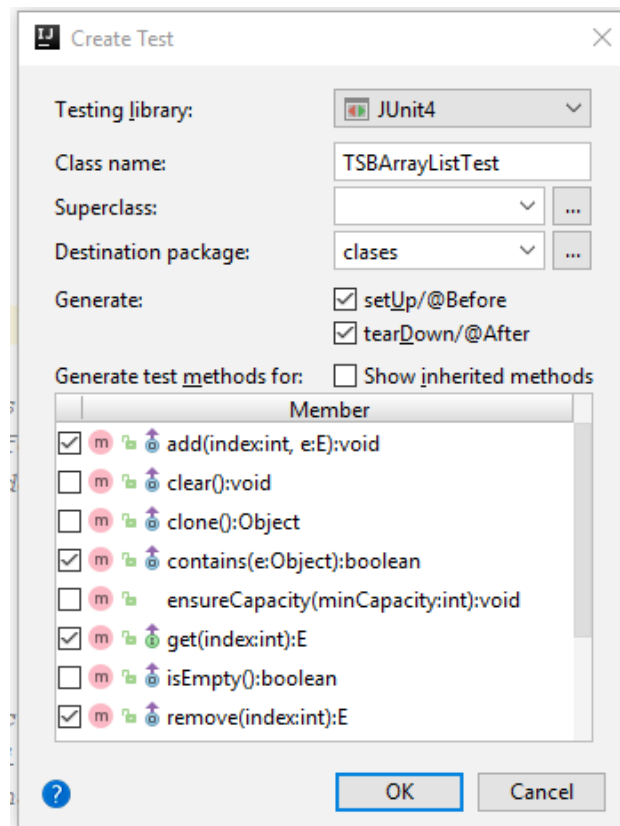 IJ Create Test
Testing library: JUnit4
Class name: TSBArrayListTest
Superclass: ...
Destination package: clases ...
Generate: setUp/@Before
tearDown/@After
Generate test methods for: Show inherited methods
Member
m add(index:int, e:E):void
m clear():void
m clone():Object
m contains(e:Object):boolean
m ensureCapacity(minCapacity:int):void
m get(index:int):E
m isEmpty():boolean
m remove(index:int):E
? OK Cancel